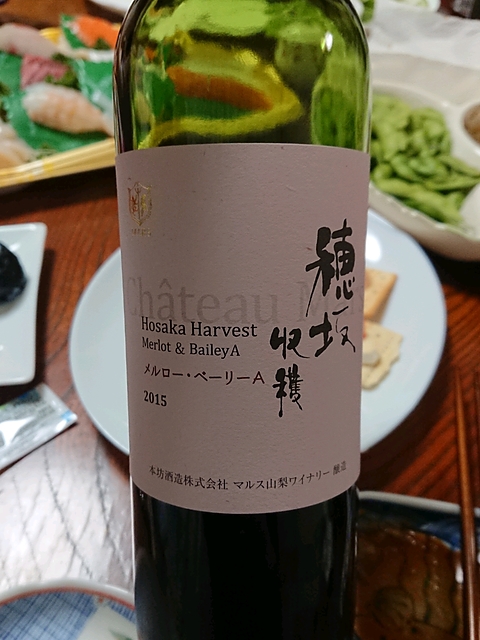 Château Ma
穂坂
収穫
Hosaka Harvest
Merlot & Bailey A
メルロー・ベーリーA
2015
本坊酒造株式会社 マルス山梨ワイナリー 醸造